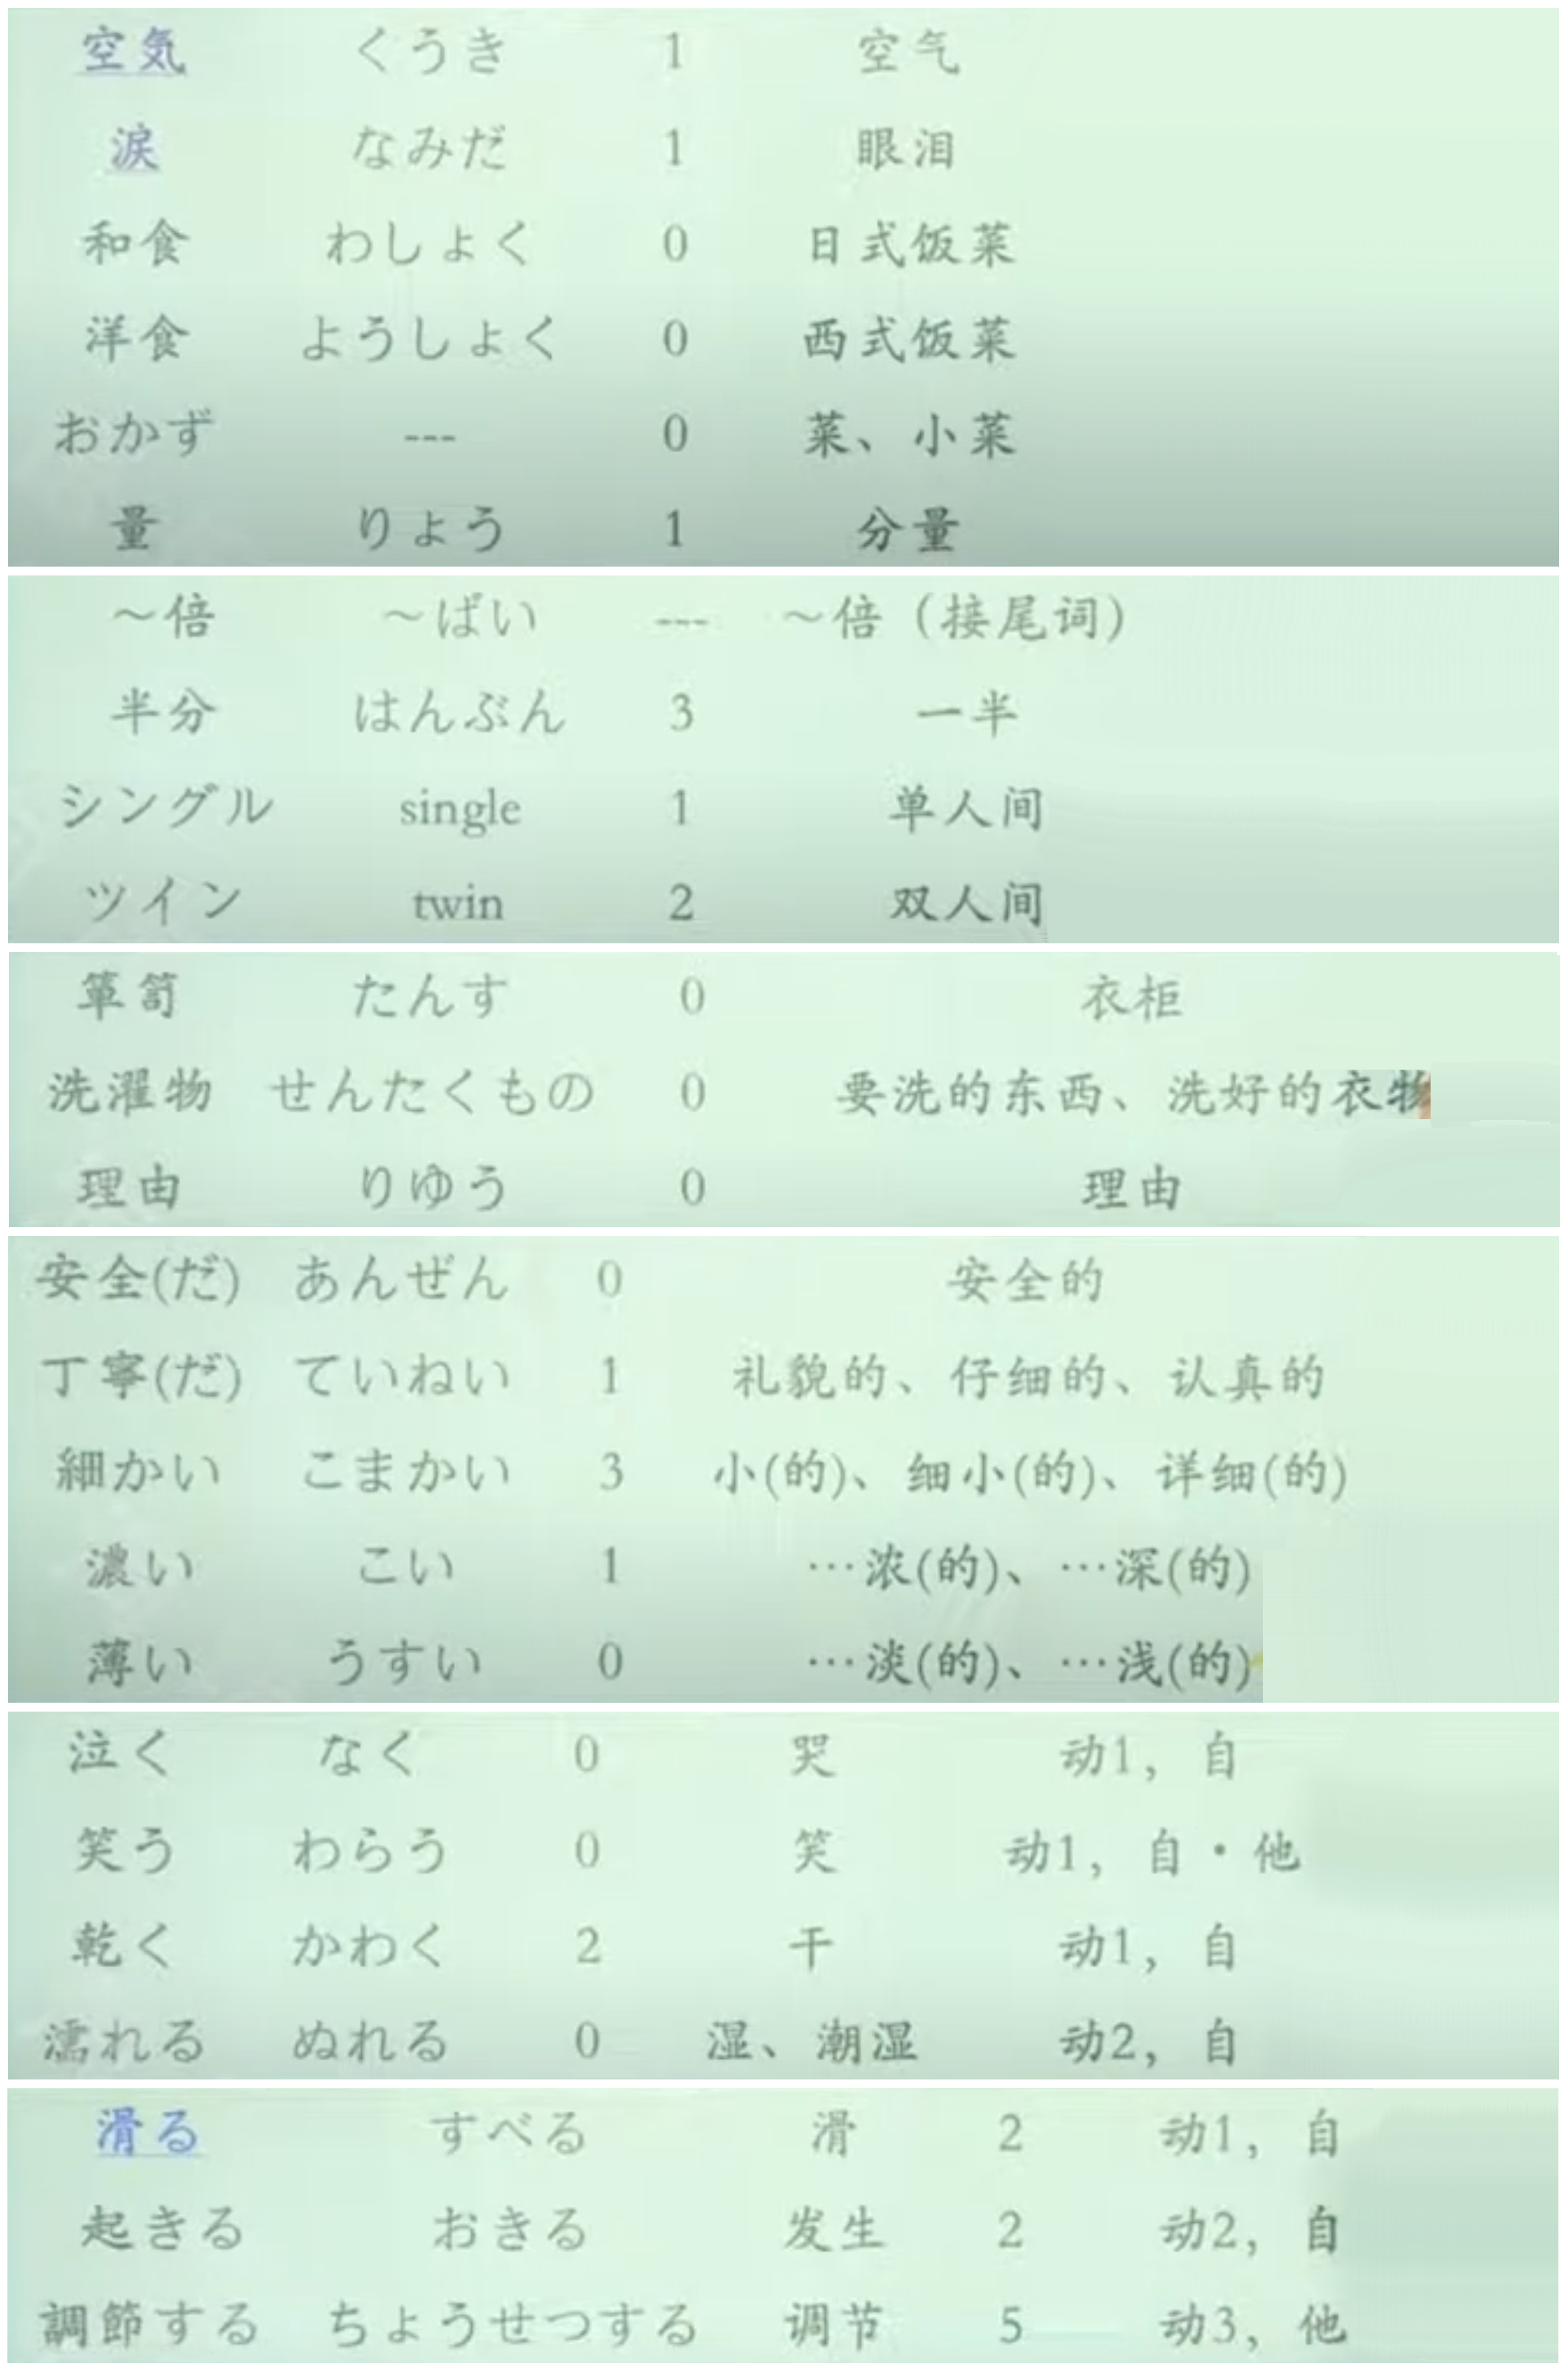 空気 くうき 1 空气
涙 なみだ 1 眼泪
和食 わしょく 0 日式饭菜
洋食 ようしょく 0 西式饭菜
おかず --- 0 菜、小菜
量 りょう 1 分量
～倍 ～ばい --- ～倍（接尾词）
半分 はんぶん 3 一半
シングル single 1 单人间
ツイン twin 2 双人间
箪笥 たんす 0 衣柜
洗濯物 せんたくもの 0 要洗的东西、洗好的衣物
理由 りゆう 0 理由
安全(だ) あんぜん 0 安全的
丁寧(だ) ていねい 1 礼貌的、仔细的、认真的
細かい こまかい 3 小(的)、细小(的)、详细(的)
濃い こい 1 …浓(的)、…深(的)
薄い うすい 0 …淡(的)、…浅(的)
泣く なく 0 哭 动1，自
笑う わらう 0 笑 动1，自・他
乾く かわく 2 干 动1，自
濡れる ぬれる 0 湿、潮湿 动2，自
滑る すべる 滑 2 动1，自
起きる おきる 发生 2 动2，自
調節する ちょうせつする 调节 5 动3，他